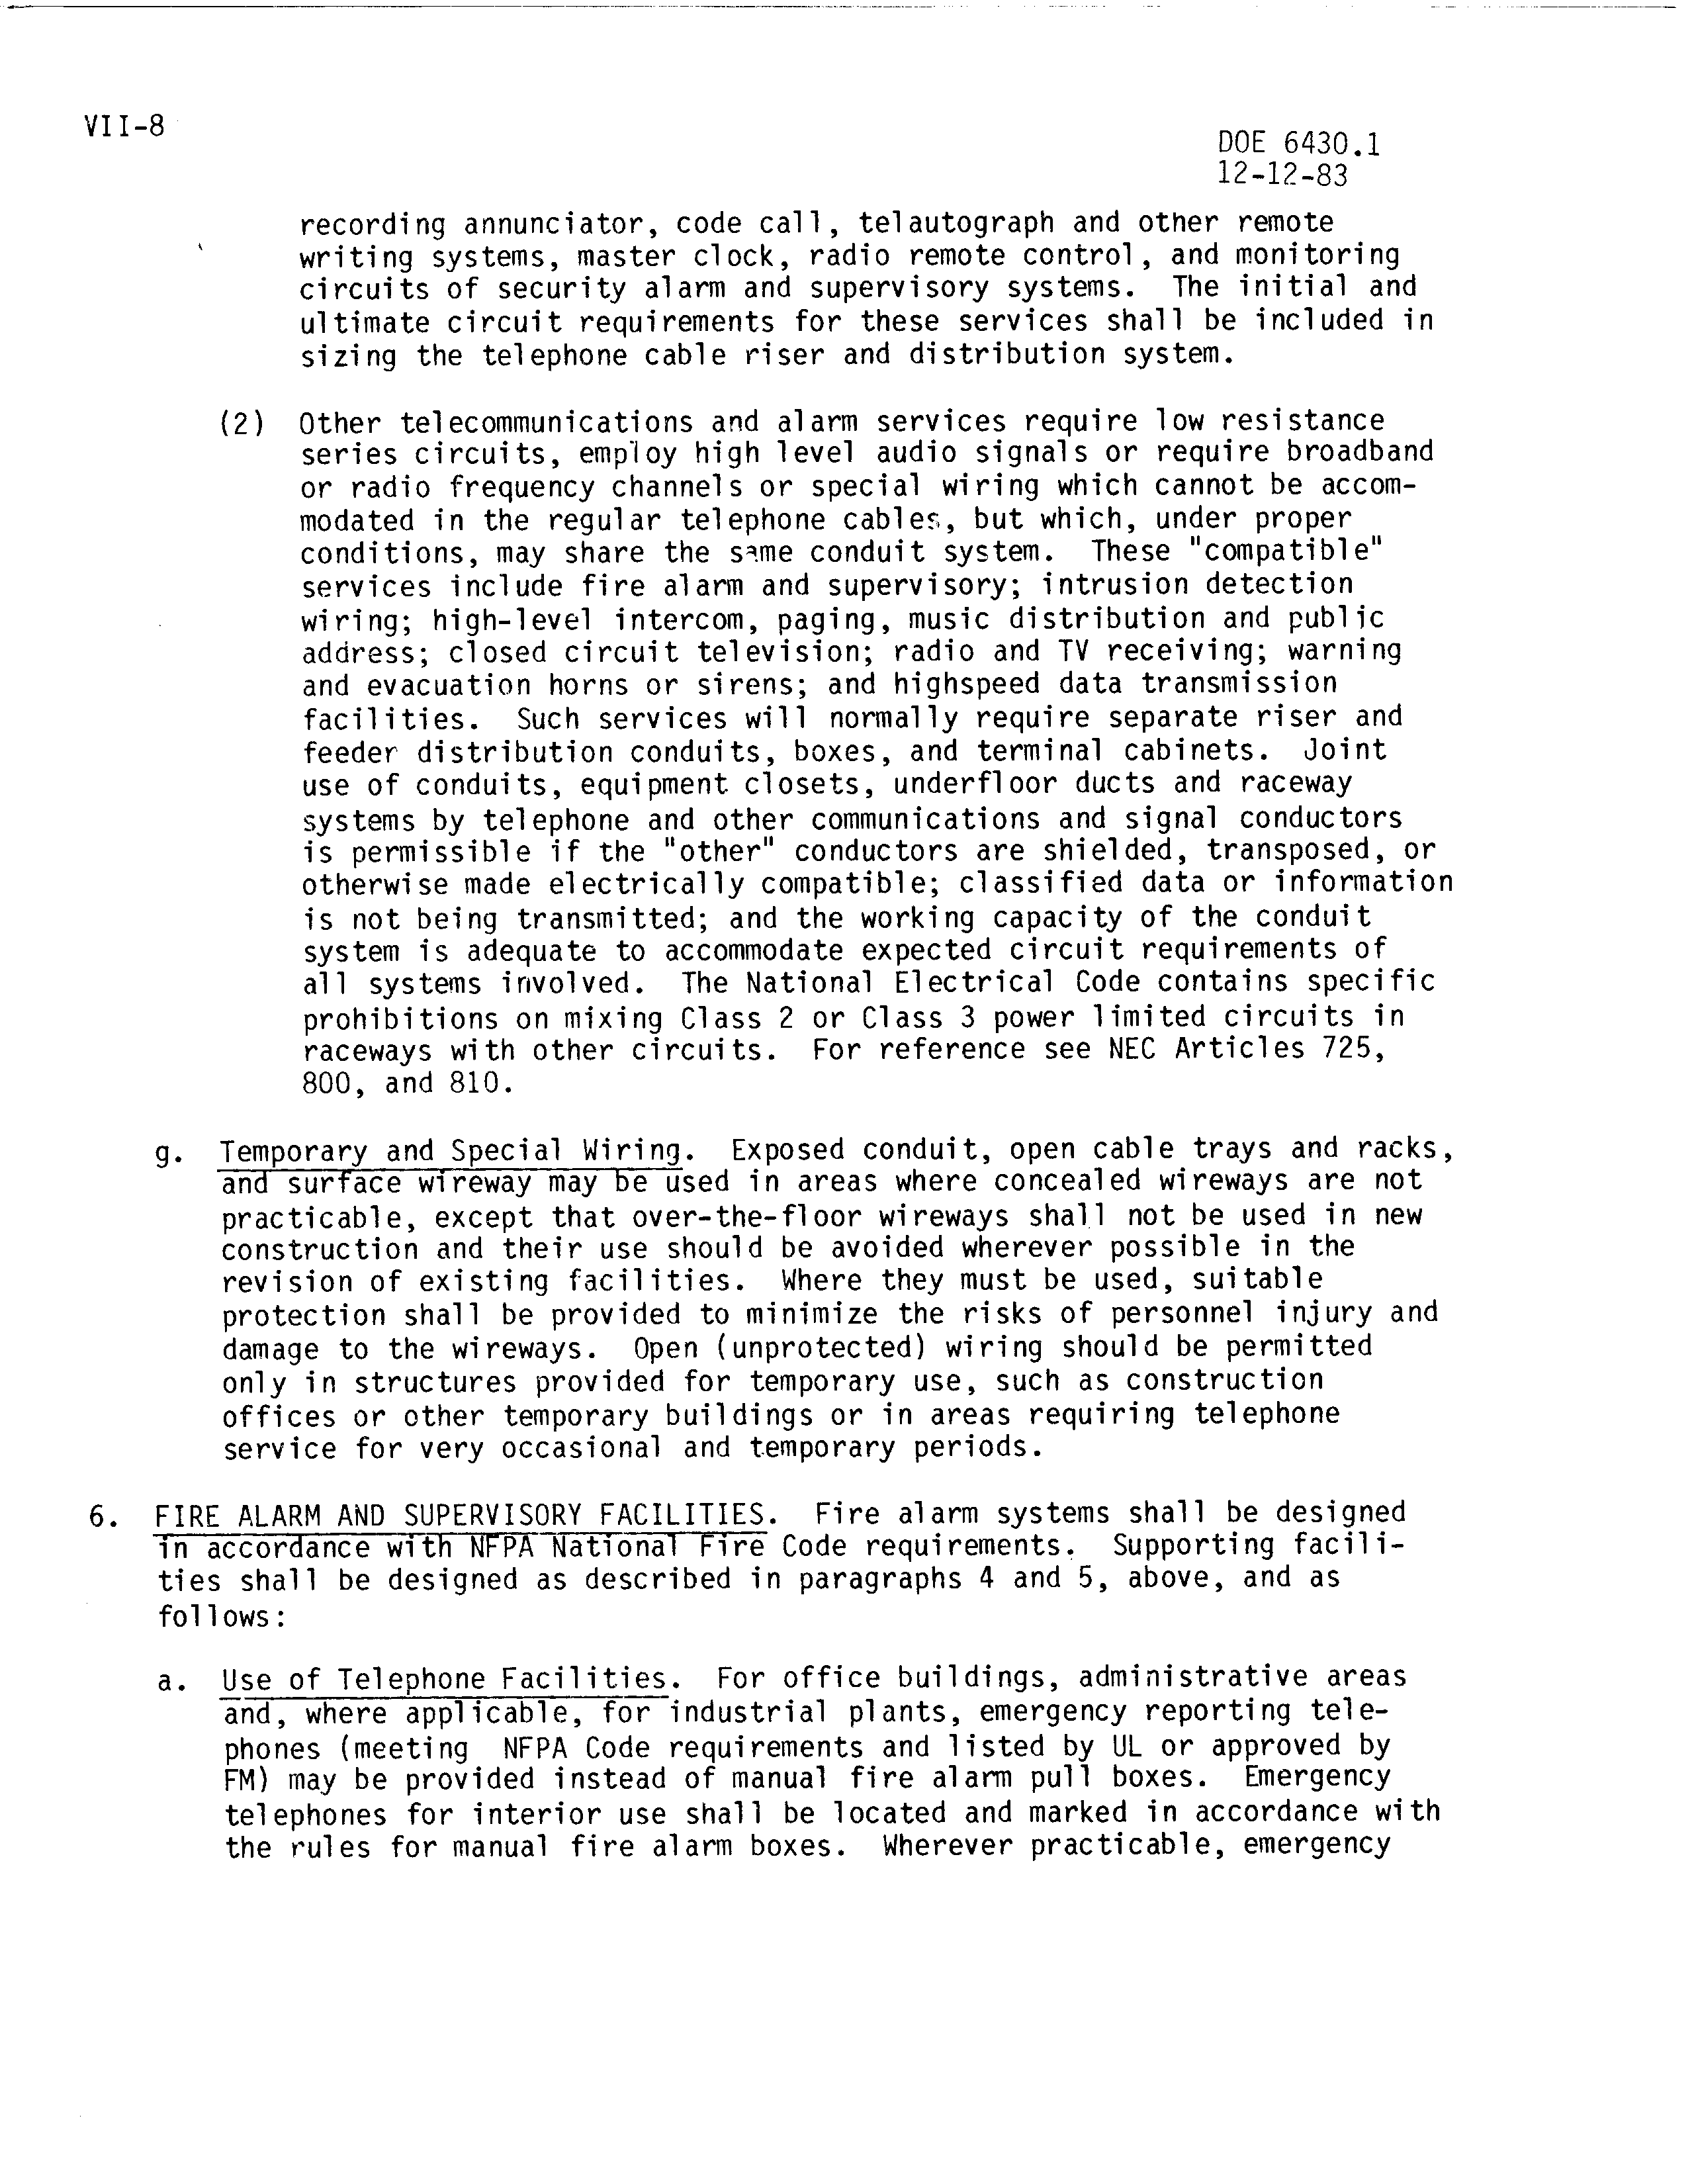 VII-8
DOE 6430.1
12-12-83
recording annunciator, code call, telautograph and other remote
writing systems, master clock, radio remote control, and monitoring
circuits of security alarm and supervisory systems. The initial and
ultimate circuit requirements for these services shall be included in
sizing the telephone cable riser and distribution system.
(2) Other telecommunications and alarm services require low resistance
series circuits, employ high level audio signals or require broadband
or radio frequency channels or special wiring which cannot be accom-
modated in the regular telephone cables, but which, under proper
conditions, may share the same conduit system. These "compatible"
services include fire alarm and supervisory; intrusion detection
wiring; high-level intercom, paging, music distribution and public
address; closed circuit television; radio and TV receiving; warning
and evacuation horns or sirens; and highspeed data transmission
facilities. Such services will normally require separate riser and
feeder distribution conduits, boxes, and terminal cabinets. Joint
use of conduits, equipment closets, underfloor ducts and raceway
systems by telephone and other communications and signal conductors
is permissible if the "other" conductors are shielded, transposed, or
otherwise made electrically compatible; classified data or information
is not being transmitted; and the working capacity of the conduit
system is adequate to accommodate expected circuit requirements of
all systems involved. The National Electrical Code contains specific
prohibitions on mixing Class 2 or Class 3 power limited circuits in
raceways with other circuits. For reference see NEC Articles 725,
800, and 810.
g. Temporary and Special Wiring. Exposed conduit, open cable trays and racks,
and surface wireway may be used in areas where concealed wireways are not
practicable, except that over-the-floor wireways shall not be used in new
construction and their use should be avoided wherever possible in the
revision of existing facilities. Where they must be used, suitable
protection shall be provided to minimize the risks of personnel injury and
damage to the wireways. Open (unprotected) wiring should be permitted
only in structures provided for temporary use, such as construction
offices or other temporary buildings or in areas requiring telephone
service for very occasional and temporary periods.
6. FIRE ALARM AND SUPERVISORY FACILITIES. Fire alarm systems shall be designed
in accordance with NFPA National Fire Code requirements. Supporting facili-
ties shall be designed as described in paragraphs 4 and 5, above, and as
follows:
a. Use of Telephone Facilities. For office buildings, administrative areas
and, where applicable, for industrial plants, emergency reporting tele-
phones (meeting NFPA Code requirements and listed by UL or approved by
FM) may be provided instead of manual fire alarm pull boxes. Emergency
telephones for interior use shall be located and marked in accordance with
the rules for manual fire alarm boxes. Wherever practicable, emergency